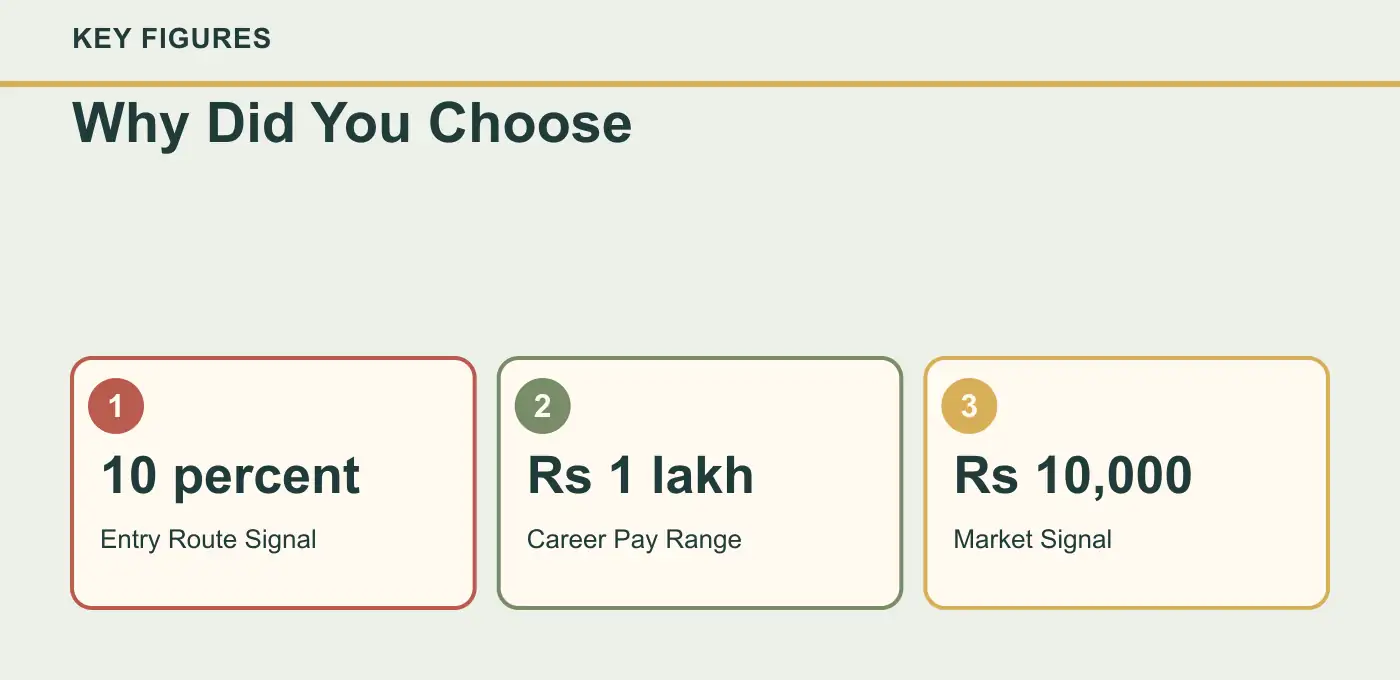 KEY FIGURES
Why Did You Choose
1
10 percent
Entry Route Signal
2
Rs 1 lakh
Career Pay Range
3
Rs 10,000
Market Signal